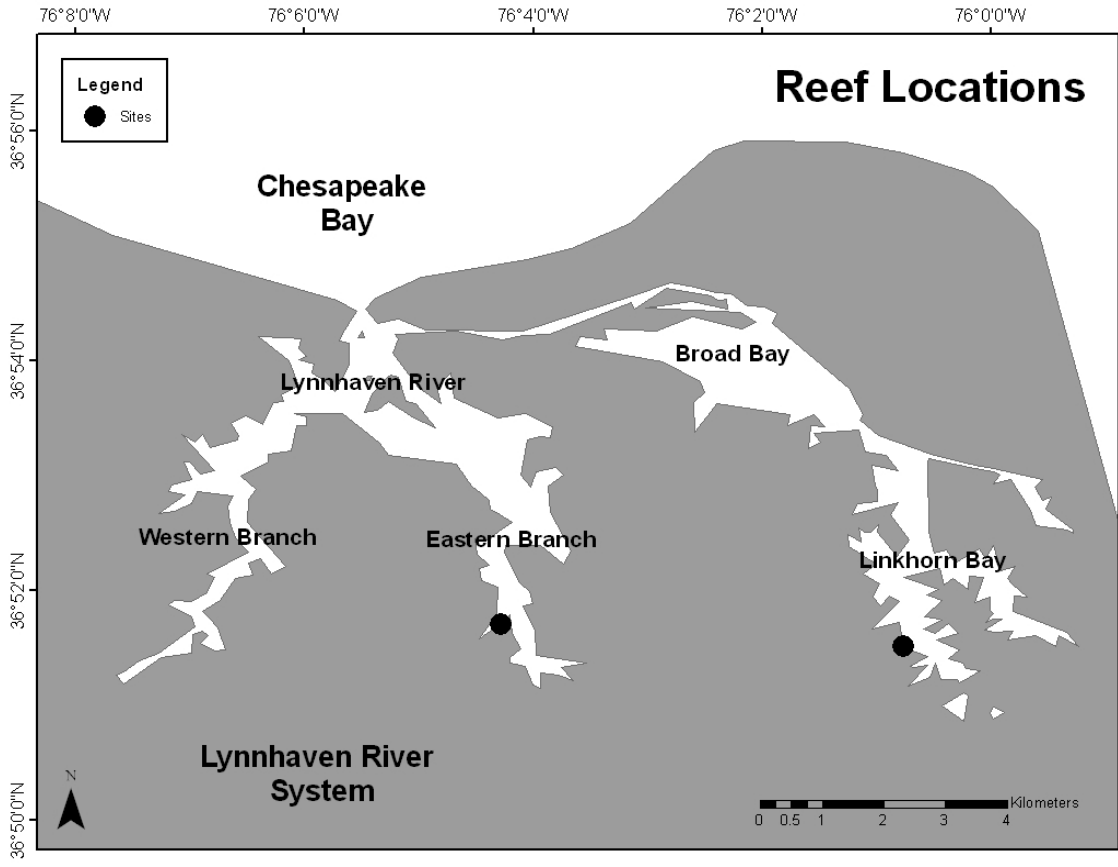 76°8'0"W
76°6'0"W
76°4'0"W
76°2'0"W
76°0'0"W
Legend
Sites
Reef Locations
36°56'0"N
Chesapeake
Bay
36°54'0"N
Broad Bay
Lynnhaven River
Western Branch
Eastern Branch
Linkhorn Bay
36°52'0"N
Lynnhaven River
System
N
36°50'0"N
Kilometers
0 0.5 1 2 3 4